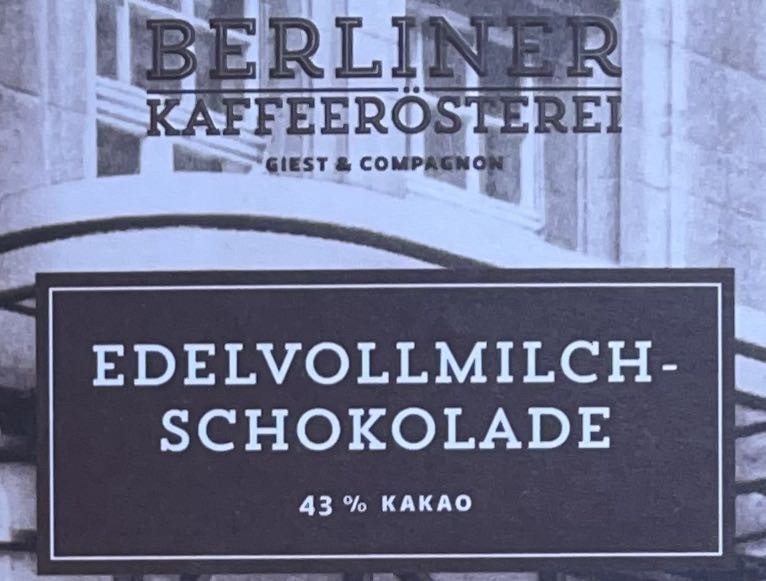 BERLINER
KAFFEERÖSTEREI
GIEST & COMPAGNON
EDELVOLLMILCH-
SCHOKOLADE
43 % KAKAO